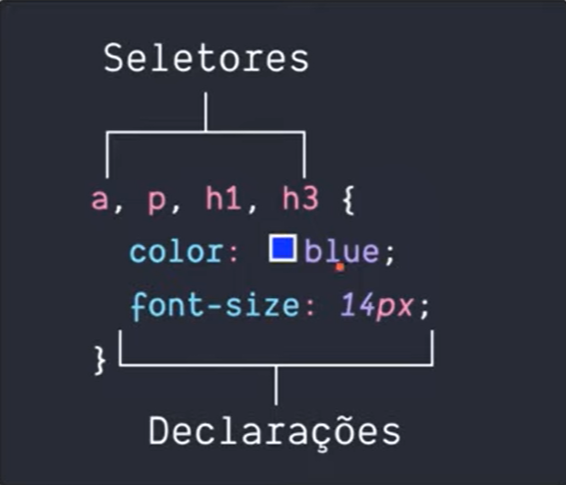 Seletores
a, p, h1, h3 {
color: blue;
font-size: 14px;
}
Declarações